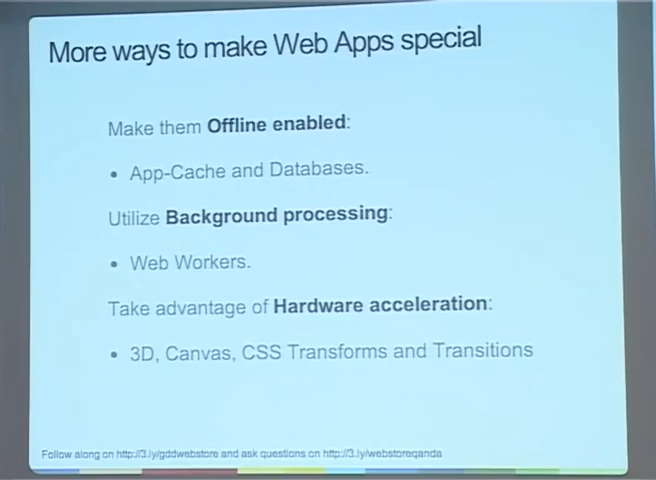 More ways to make Web Apps special
Make them Offline enabled:
• App-Cache and Databases.
Utilize Background processing:
• Web Workers.
Take advantage of Hardware acceleration:
• 3D, Canvas, CSS Transforms and Transitions
Follow along on http://3.ly/gddwebstore and ask questions on http://3.ly/webstoreqanda